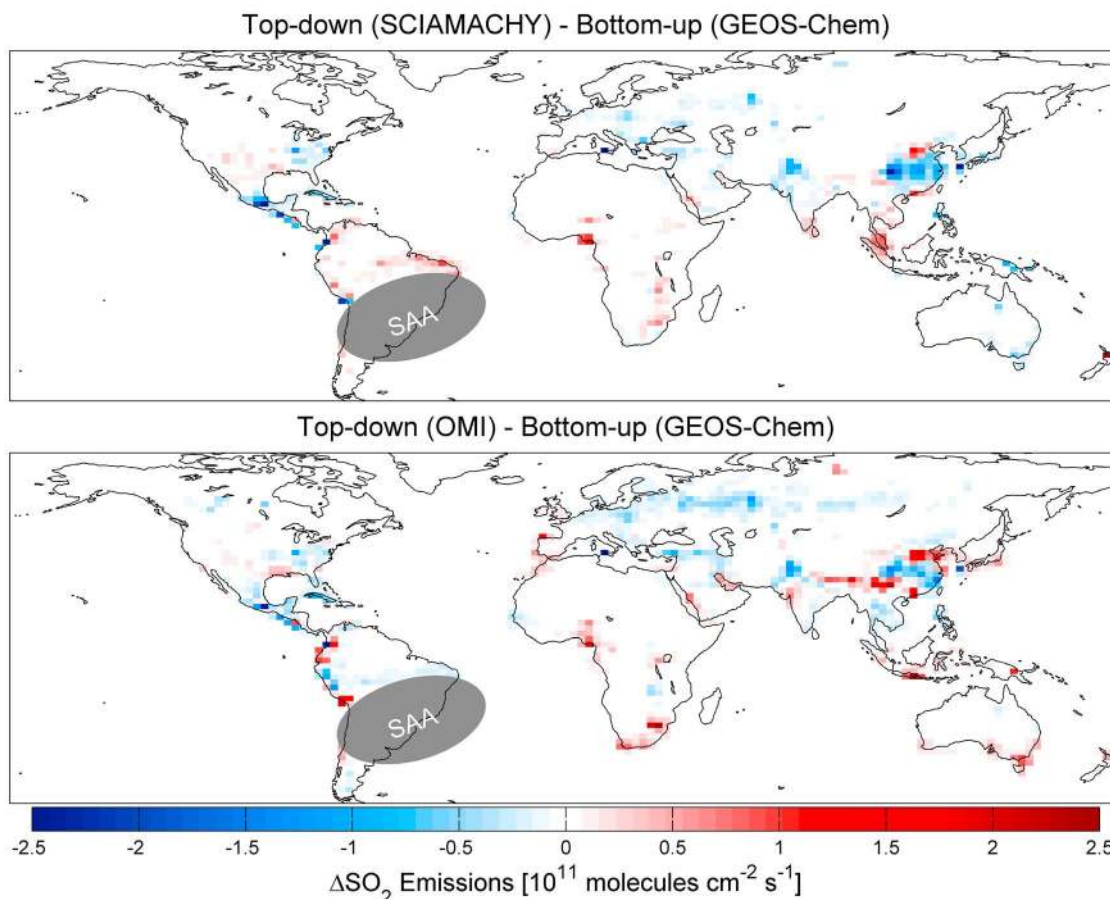 Top-down (SCIAMACHY) - Bottom-up (GEOS-Chem)
SAA
Top-down (OMI) - Bottom-up (GEOS-Chem)
SAA
-2.5 -2 -1.5 -1 -0.5 0 0.5 1 1.5 2 2.5
ΔSO₂ Emissions [10¹¹ molecules cm⁻² s⁻¹]